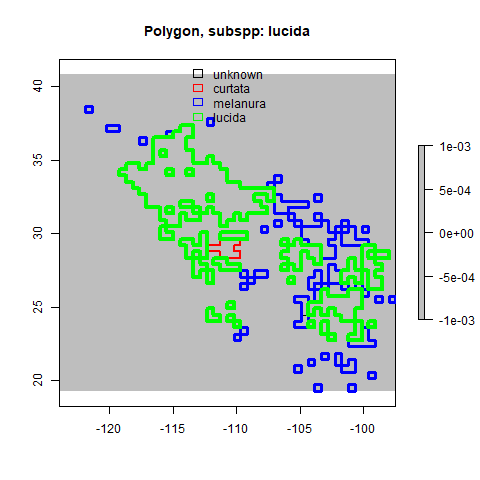 Polygon, subspp: lucida
unknown
curtata
melanura
lucida
40
35
30
25
20
-120
-115
-110
-105
-100
1e-03
5e-04
0e+00
-5e-04
-1e-03